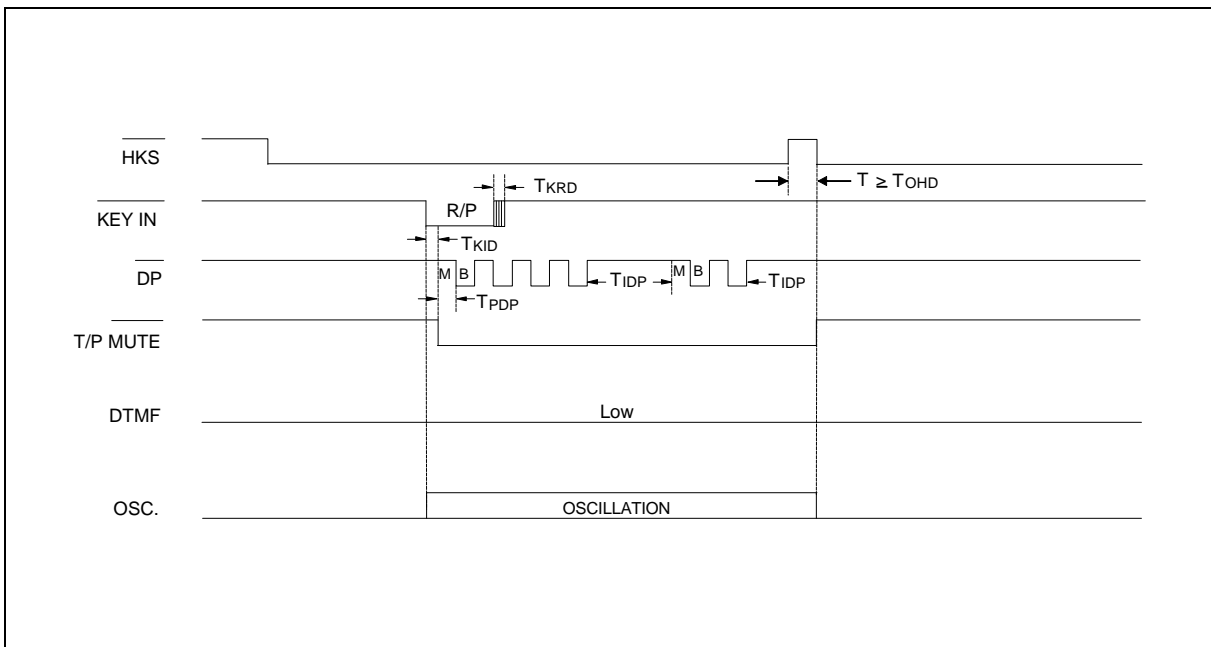 HKS
T ≥ TOHD
TKRD
KEY IN
R/P
TKID
DP
M B
TIDP
M B
TIDP
TPDP
T/P MUTE
DTMF
Low
OSC.
OSCILLATION